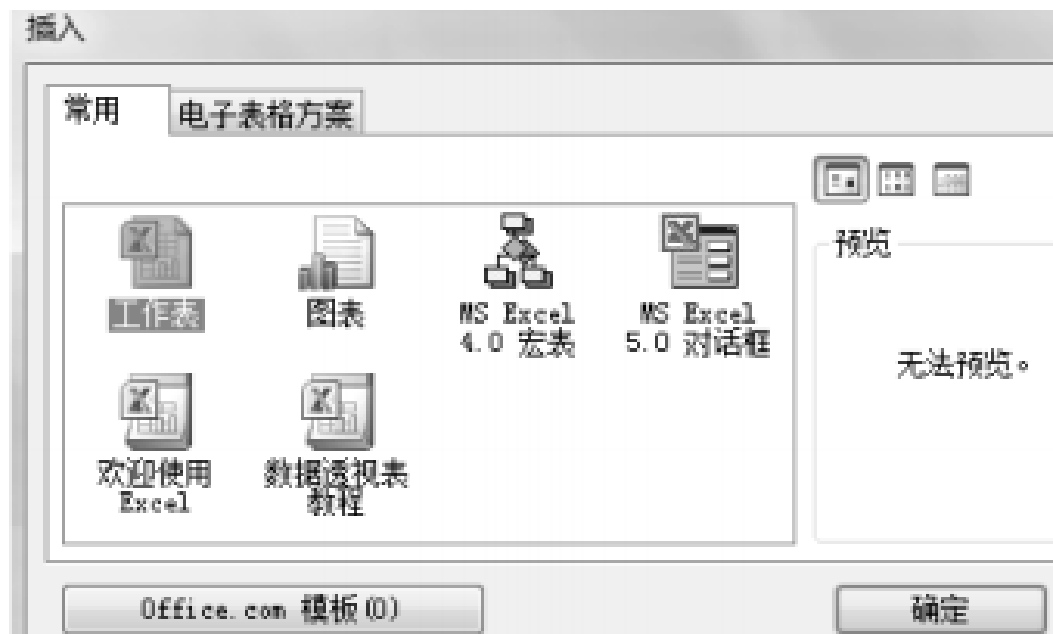 插入
常用
电子表格方案
预览
工作表
图表
MS Excel
4.0 宏表
MS Excel
5.0 对话框
无法预览。
欢迎使用
Excel
数据透视表
教程
Office.com 模板(O)
确定